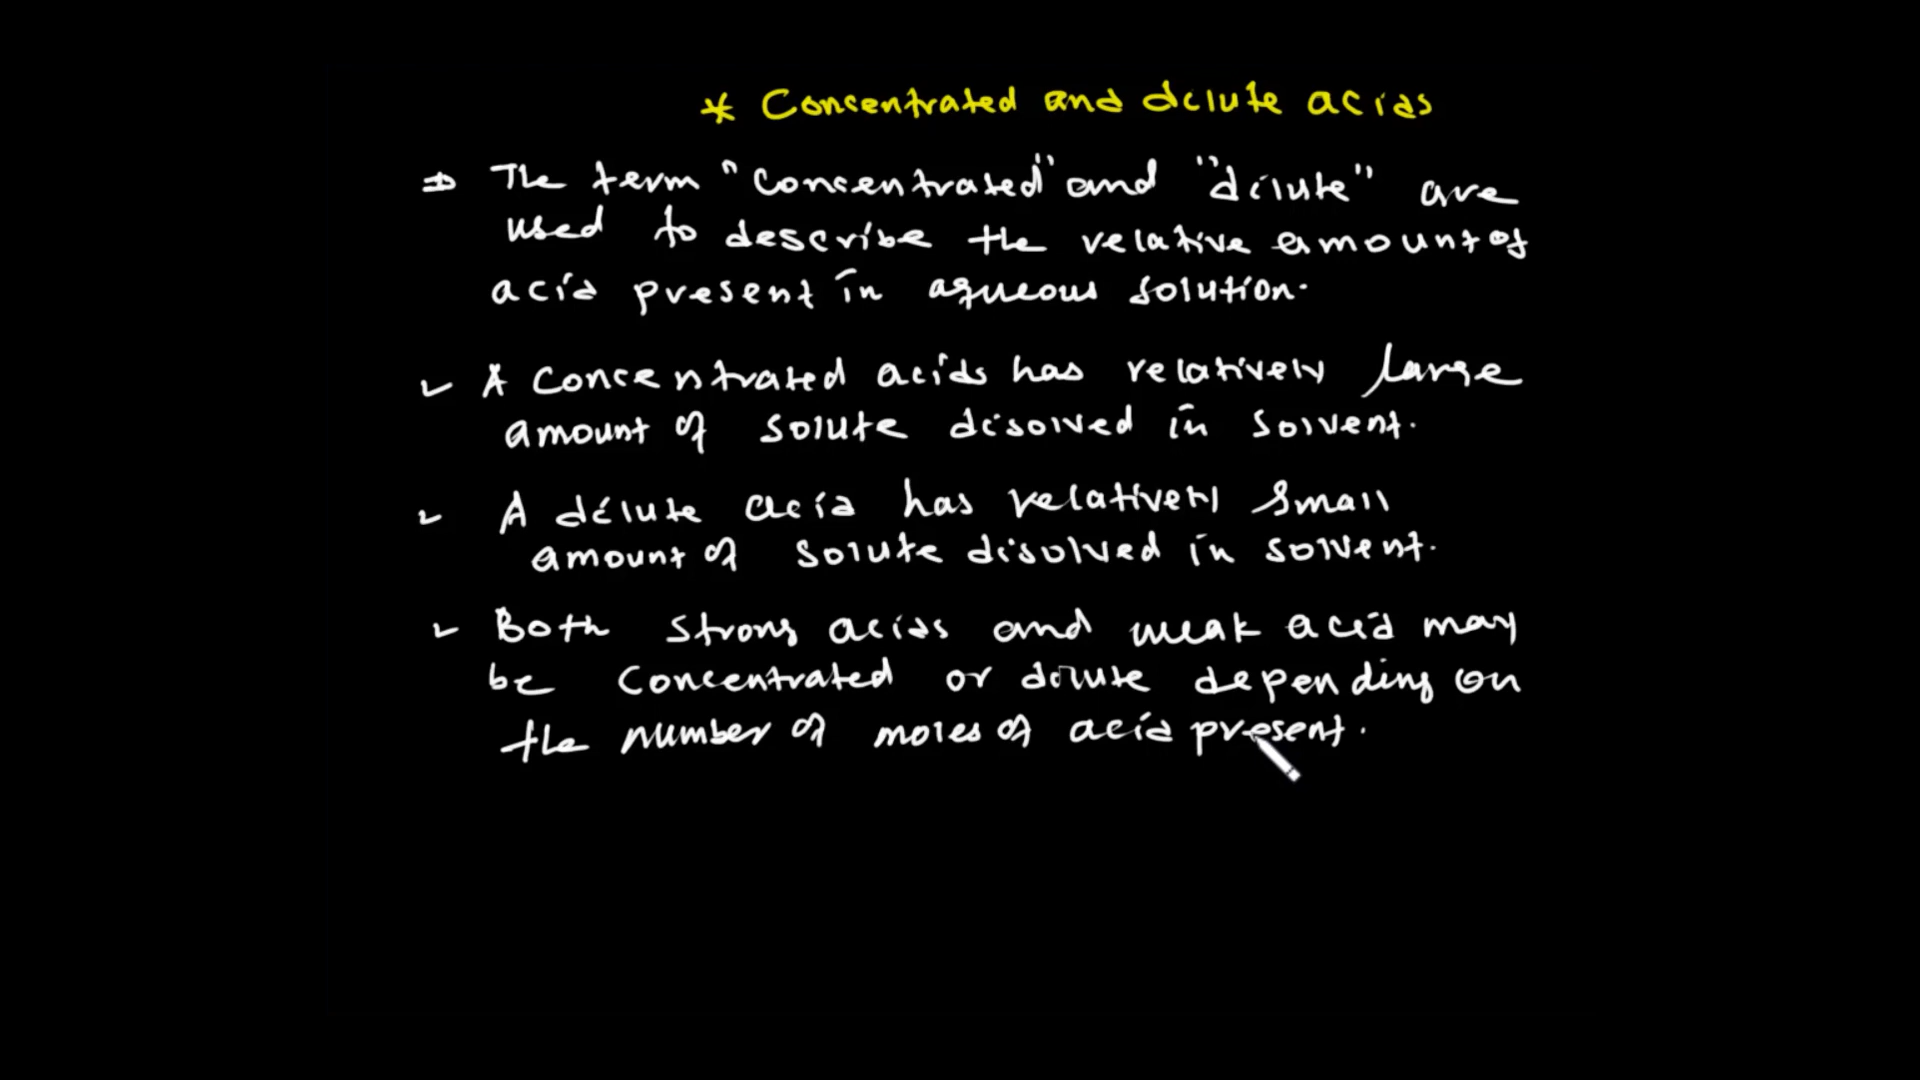 * Concentrated and dilute acids
⇒ The term "concentrated" and "dilute" are
used to describe the relative amount of
acid present in aqueous solution.
✓ A concentrated acids has relatively large
amount of solute disolved in solvent.
✓ A dilute acid has relatively small
amount of solute disolved in solvent.
✓ Both strong acids and weak acid may
be concentrated or dilute depending on
the number of moles of acid present.